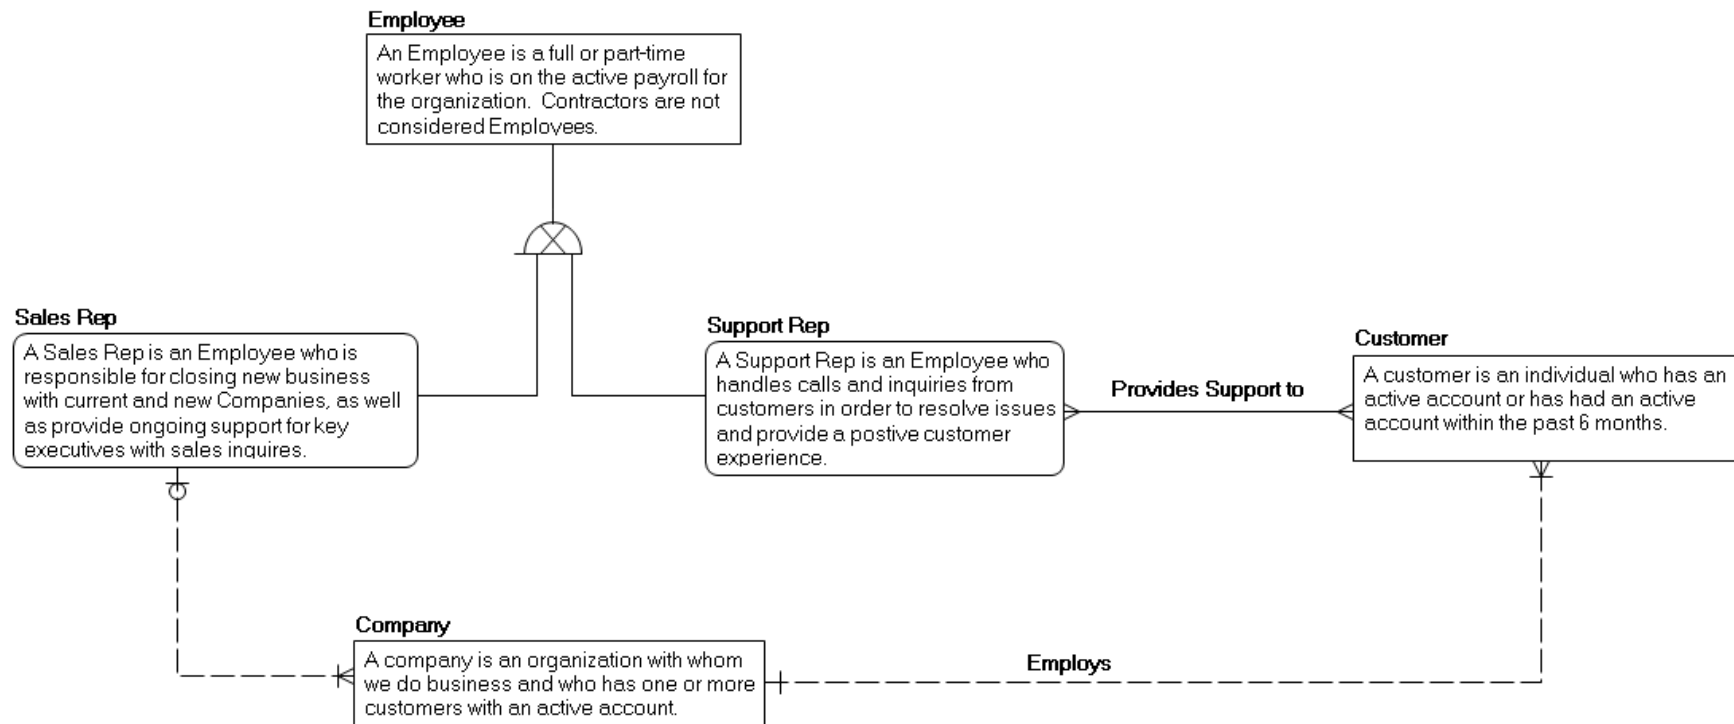 Employee
An Employee is a full or part-time
worker who is on the active payroll for
the organization. Contractors are not
considered Employees.
Sales Rep
A Sales Rep is an Employee who is
responsible for closing new business
with current and new Companies, as well
as provide ongoing support for key
executives with sales inquires.
Support Rep
A Support Rep is an Employee who
handles calls and inquiries from
customers in order to resolve issues
and provide a postive customer
experience.
Provides Support to
Customer
A customer is an individual who has an
active account or has had an active
account within the past 6 months.
Company
A company is an organization with whom
we do business and who has one or more
customers with an active account.
Employs